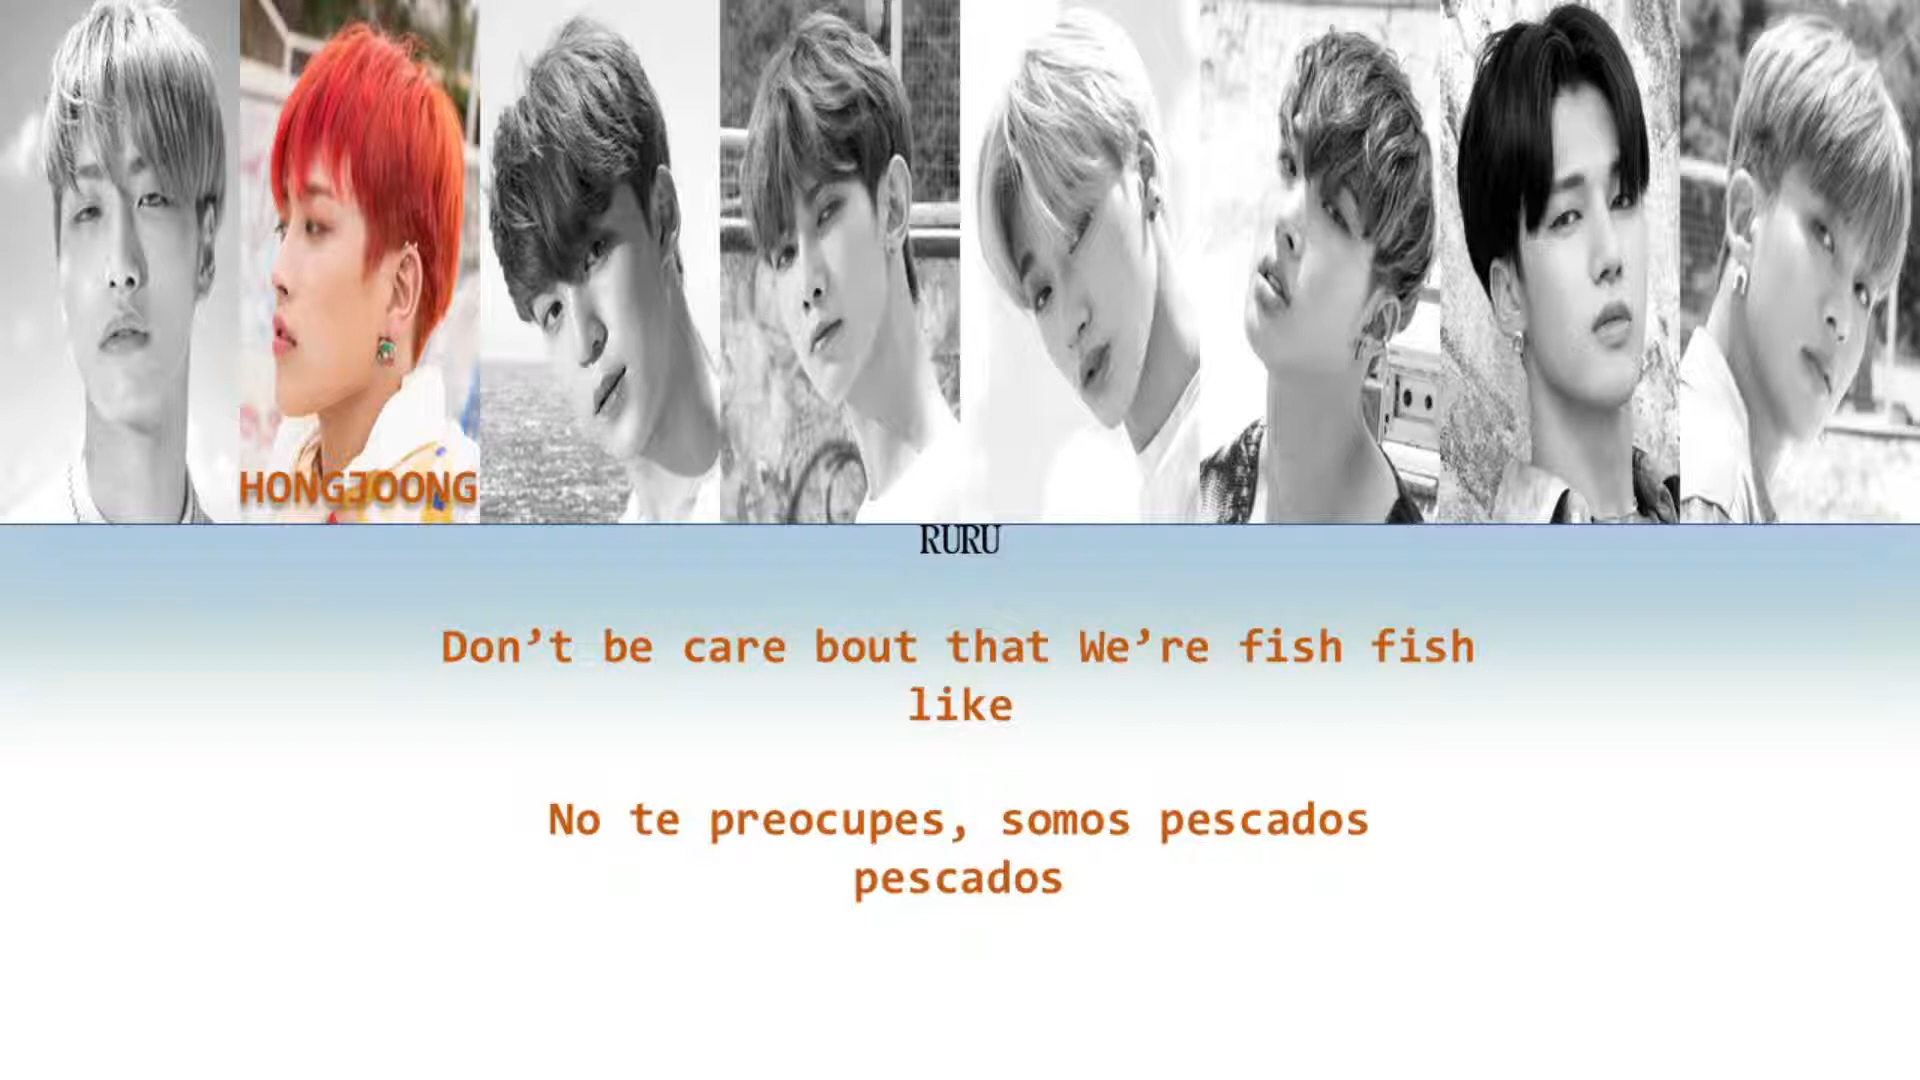 HONGJOONG
RURU
Don’t be care bout that We’re fish fish
like
No te preocupes, somos pescados
pescados